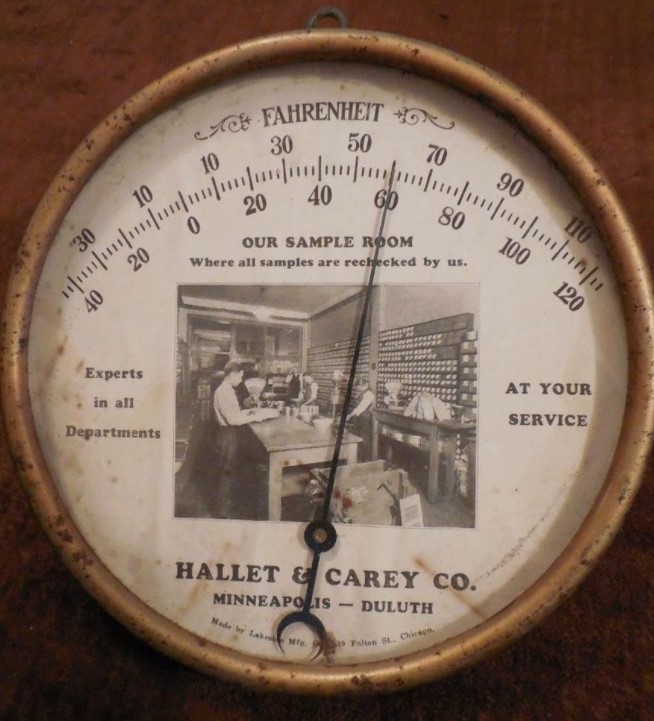 FAHRENHEIT
30 10 10 30 50 70 90 110
40 20 0 20 40 60 80 100 120
OUR SAMPLE ROOM
Where all samples are rechecked by us.
Experts
in all
Departments
AT YOUR
SERVICE
HALLET & CAREY CO.
MINNEAPOLIS — DULUTH
Made by Mfg. Fulton St., Chicago.